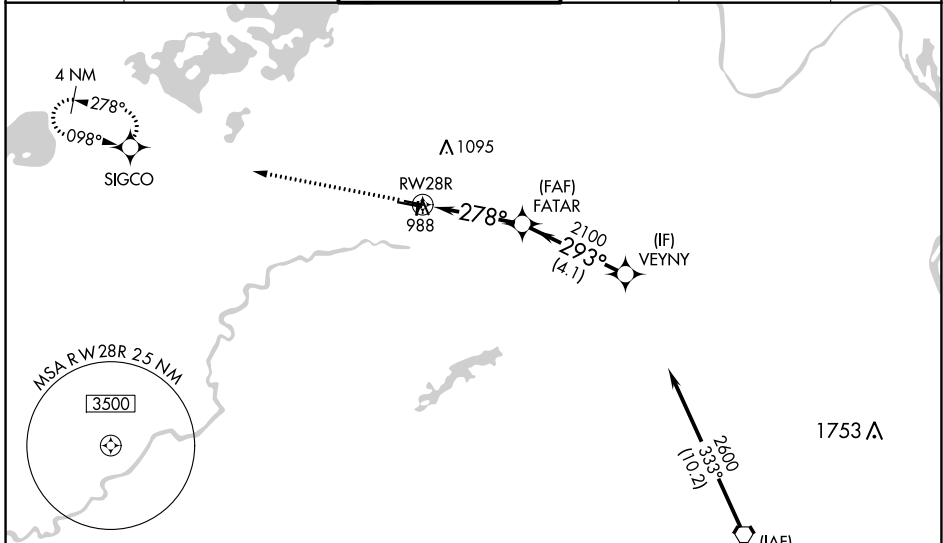 4 NM
278°
098°
SIGCO
1095
RW28R
988
278°
(FAF)
FATAR
2100
293°
(4.1)
(IF)
VEYNY
MSA RW28R 25 NM
3500
1753
2600
333°
(10.2)
(IAF)